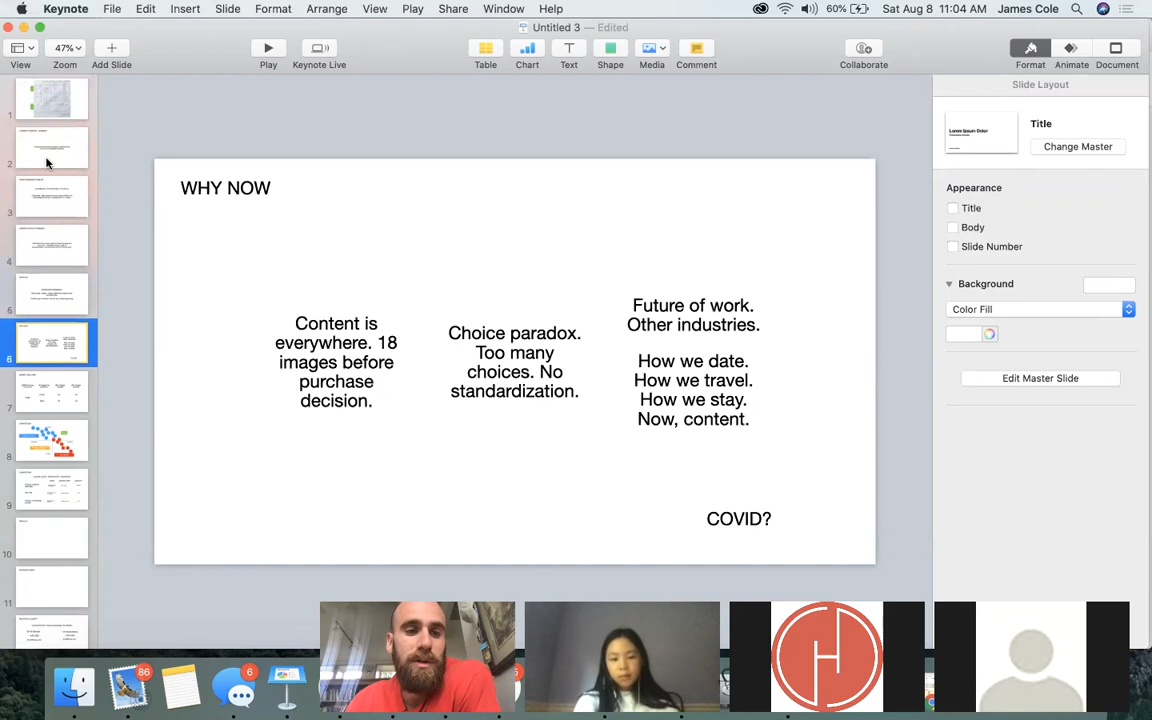 Keynote File Edit Insert Slide Format Arrange View Play Share Window Help 60% Sat Aug 8 11:04 AM James Cole
Untitled 3 — Edited
47%
View Zoom Add Slide Play Keynote Live Table Chart Text Shape Media Comment Collaborate Format Animate Document
Slide Layout
Title
Change Master
Appearance
Title
Body
Slide Number
Background
Color Fill
Edit Master Slide
1
2
3
4
5
6
7
8
9
10
11
WHY NOW
Content is
everywhere. 18
images before
purchase
decision.
Choice paradox.
Too many
choices. No
standardization.
Future of work.
Other industries.
How we date.
How we travel.
How we stay.
Now, content.
COVID?
86
6
H